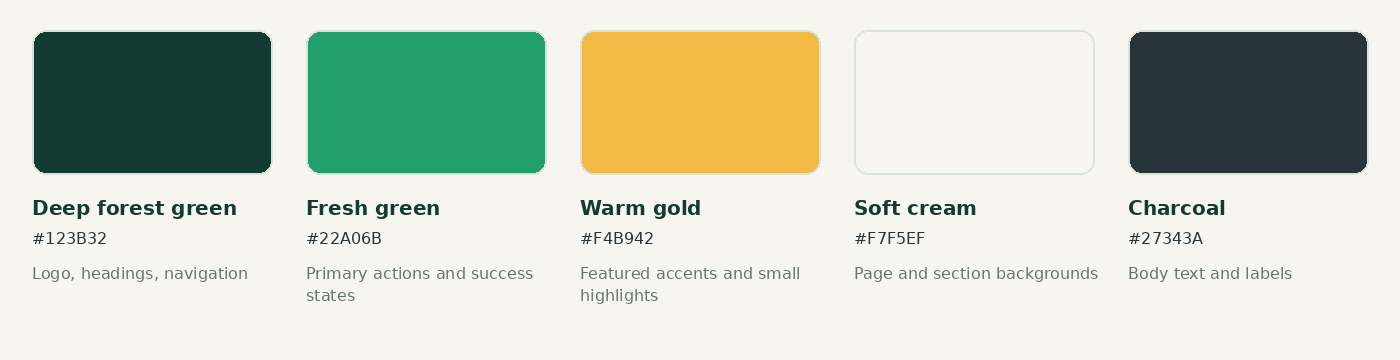 Deep forest green
#123B32
Logo, headings, navigation
Fresh green
#22A06B
Primary actions and success
states
Warm gold
#F4B942
Featured accents and small
highlights
Soft cream
#F7F5EF
Page and section backgrounds
Charcoal
#27343A
Body text and labels